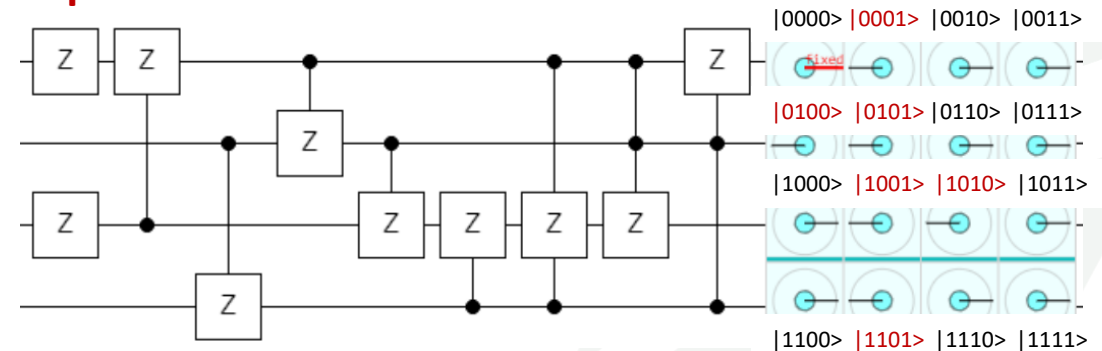 |0000> |0001> |0010> |0011>
Z Z Z
fixed
|0100> |0101> |0110> |0111>
Z
|1000> |1001> |1010> |1011>
Z Z Z Z Z
Z
|1100> |1101> |1110> |1111>